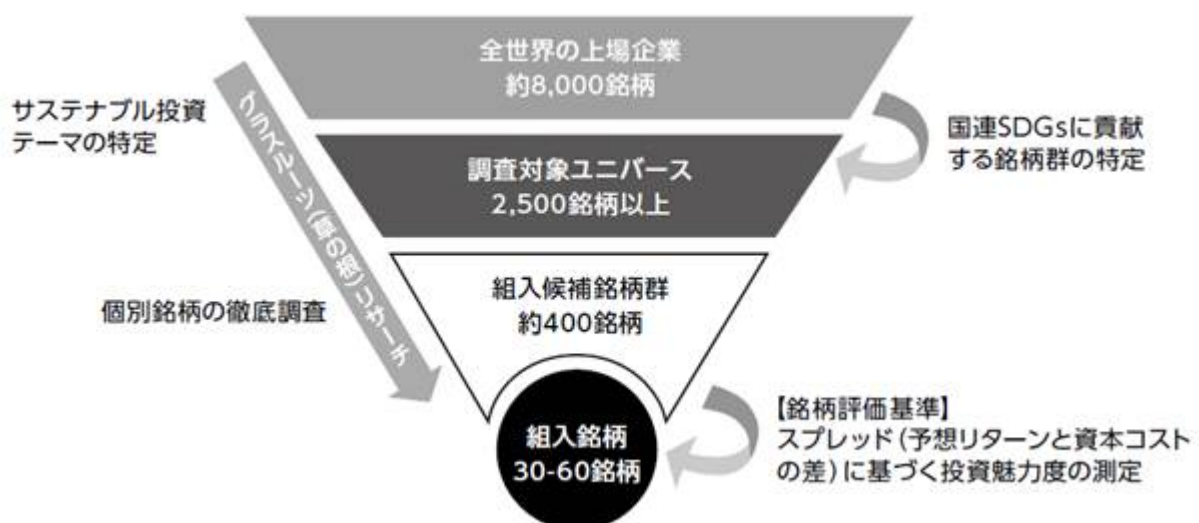 全世界の上場企業
約8,000銘柄
サステナブル投資
テーマの特定
グラスルーツ(草の根)リサーチ
国連SDGsに貢献
する銘柄群の特定
調査対象ユニバース
2,500銘柄以上
個別銘柄の徹底調査
組入候補銘柄群
約400銘柄
【銘柄評価基準】
スプレッド(予想リターンと資本コスト
の差)に基づく投資魅力度の測定
組入銘柄
30-60銘柄